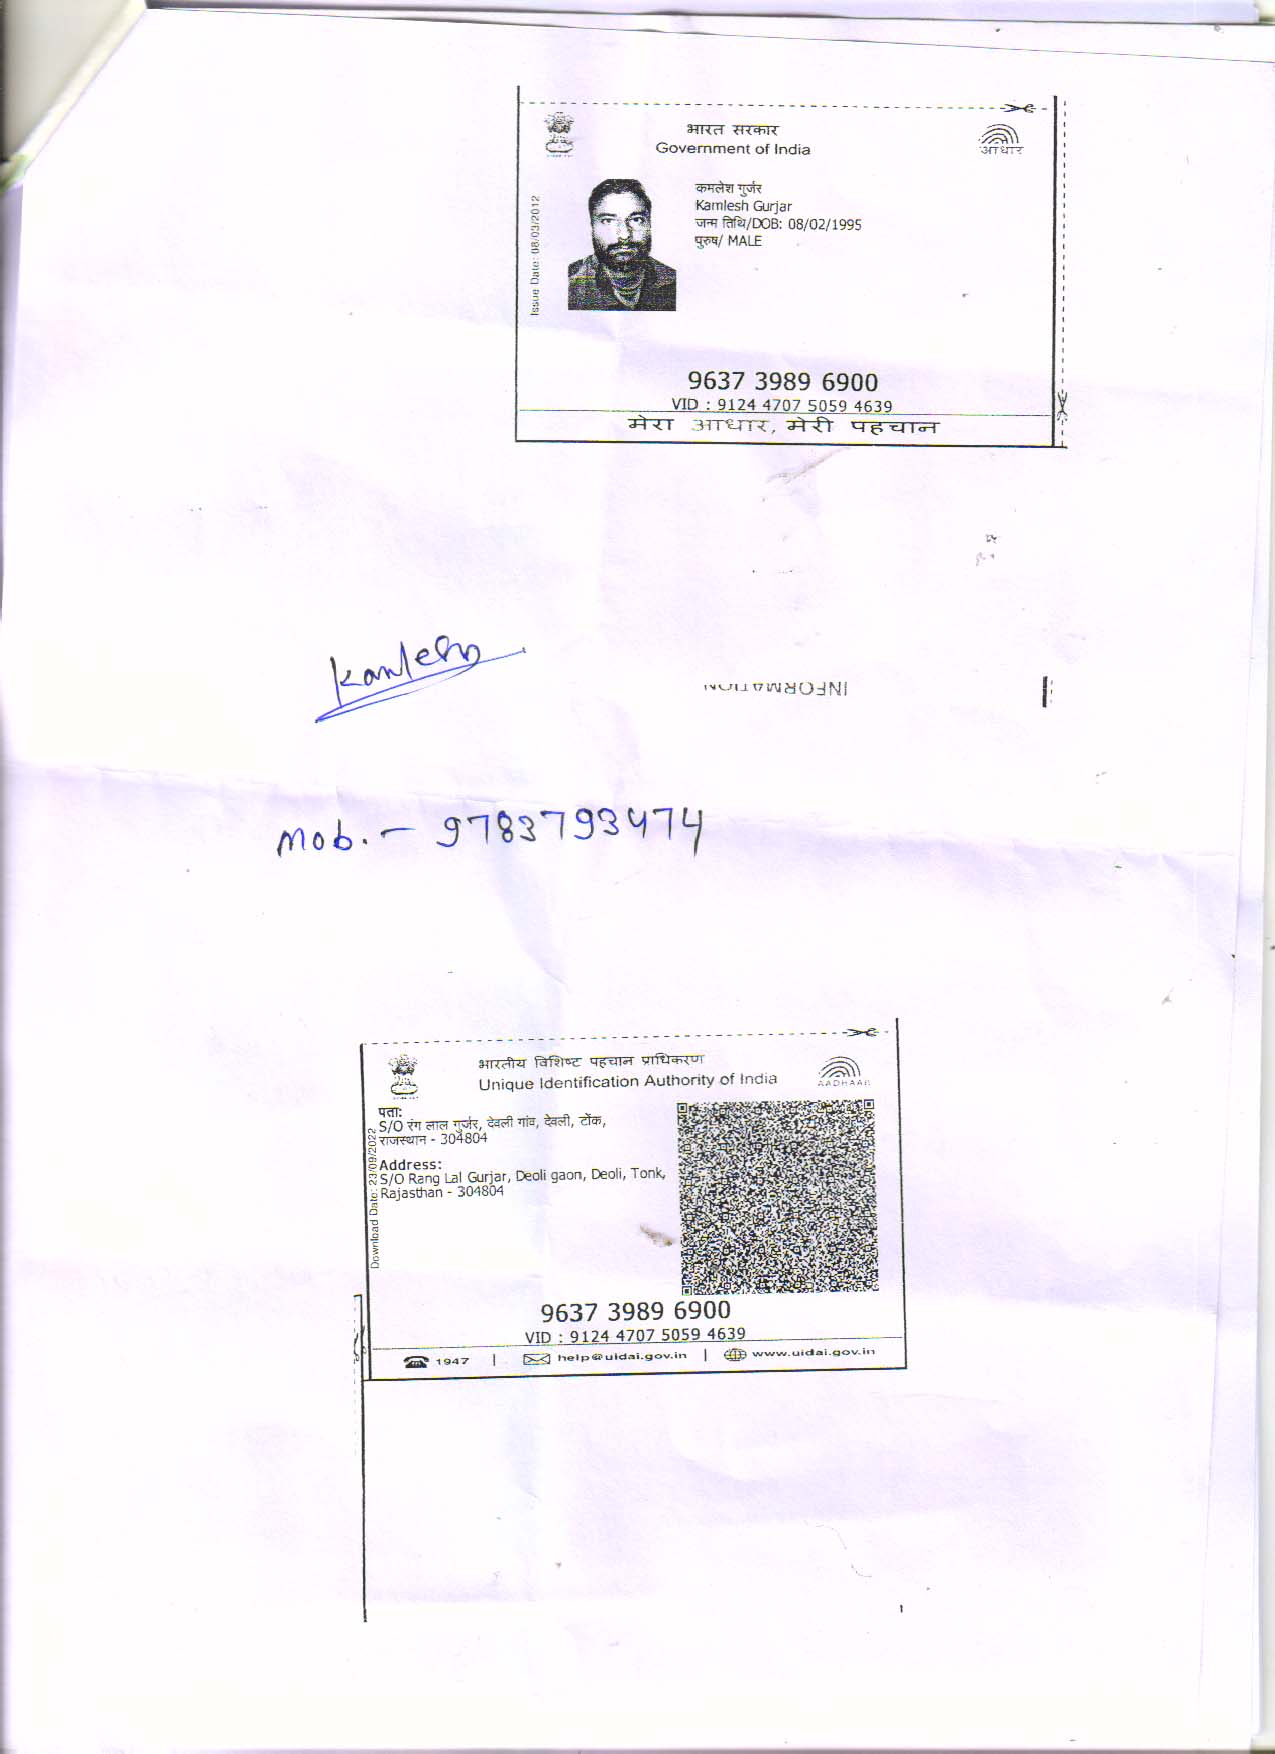 भारत सरकार
Government of India
आधार
Issue Date: 08/03/2012
कमलेश गुर्जर
Kamlesh Gurjar
जन्म तिथि/DOB: 08/02/1995
पुरुष/ MALE
9637 3989 6900
VID : 9124 4707 5059 4639
मेरा आधार, मेरी पहचान
Kamlesh
INFORMATION
Mob. - 9783793474
भारतीय विशिष्ट पहचान प्राधिकरण
Unique Identification Authority of India
AADHAAR
Download Date: 23/09/2022
पता:
S/O रंग लाल गुर्जर, देवली गांव, देवली, टोंक,
राजस्थान - 304804
Address:
S/O Rang Lal Gurjar, Deoli gaon, Deoli, Tonk,
Rajasthan - 304804
9637 3989 6900
VID : 9124 4707 5059 4639
1947 | help@uidai.gov.in | www.uidai.gov.in